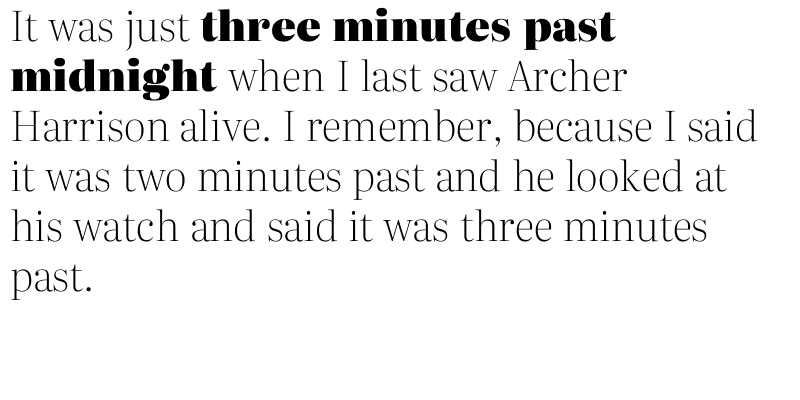 It was just three minutes past
midnight when I last saw Archer
Harrison alive. I remember, because I said
it was two minutes past and he looked at
his watch and said it was three minutes
past.